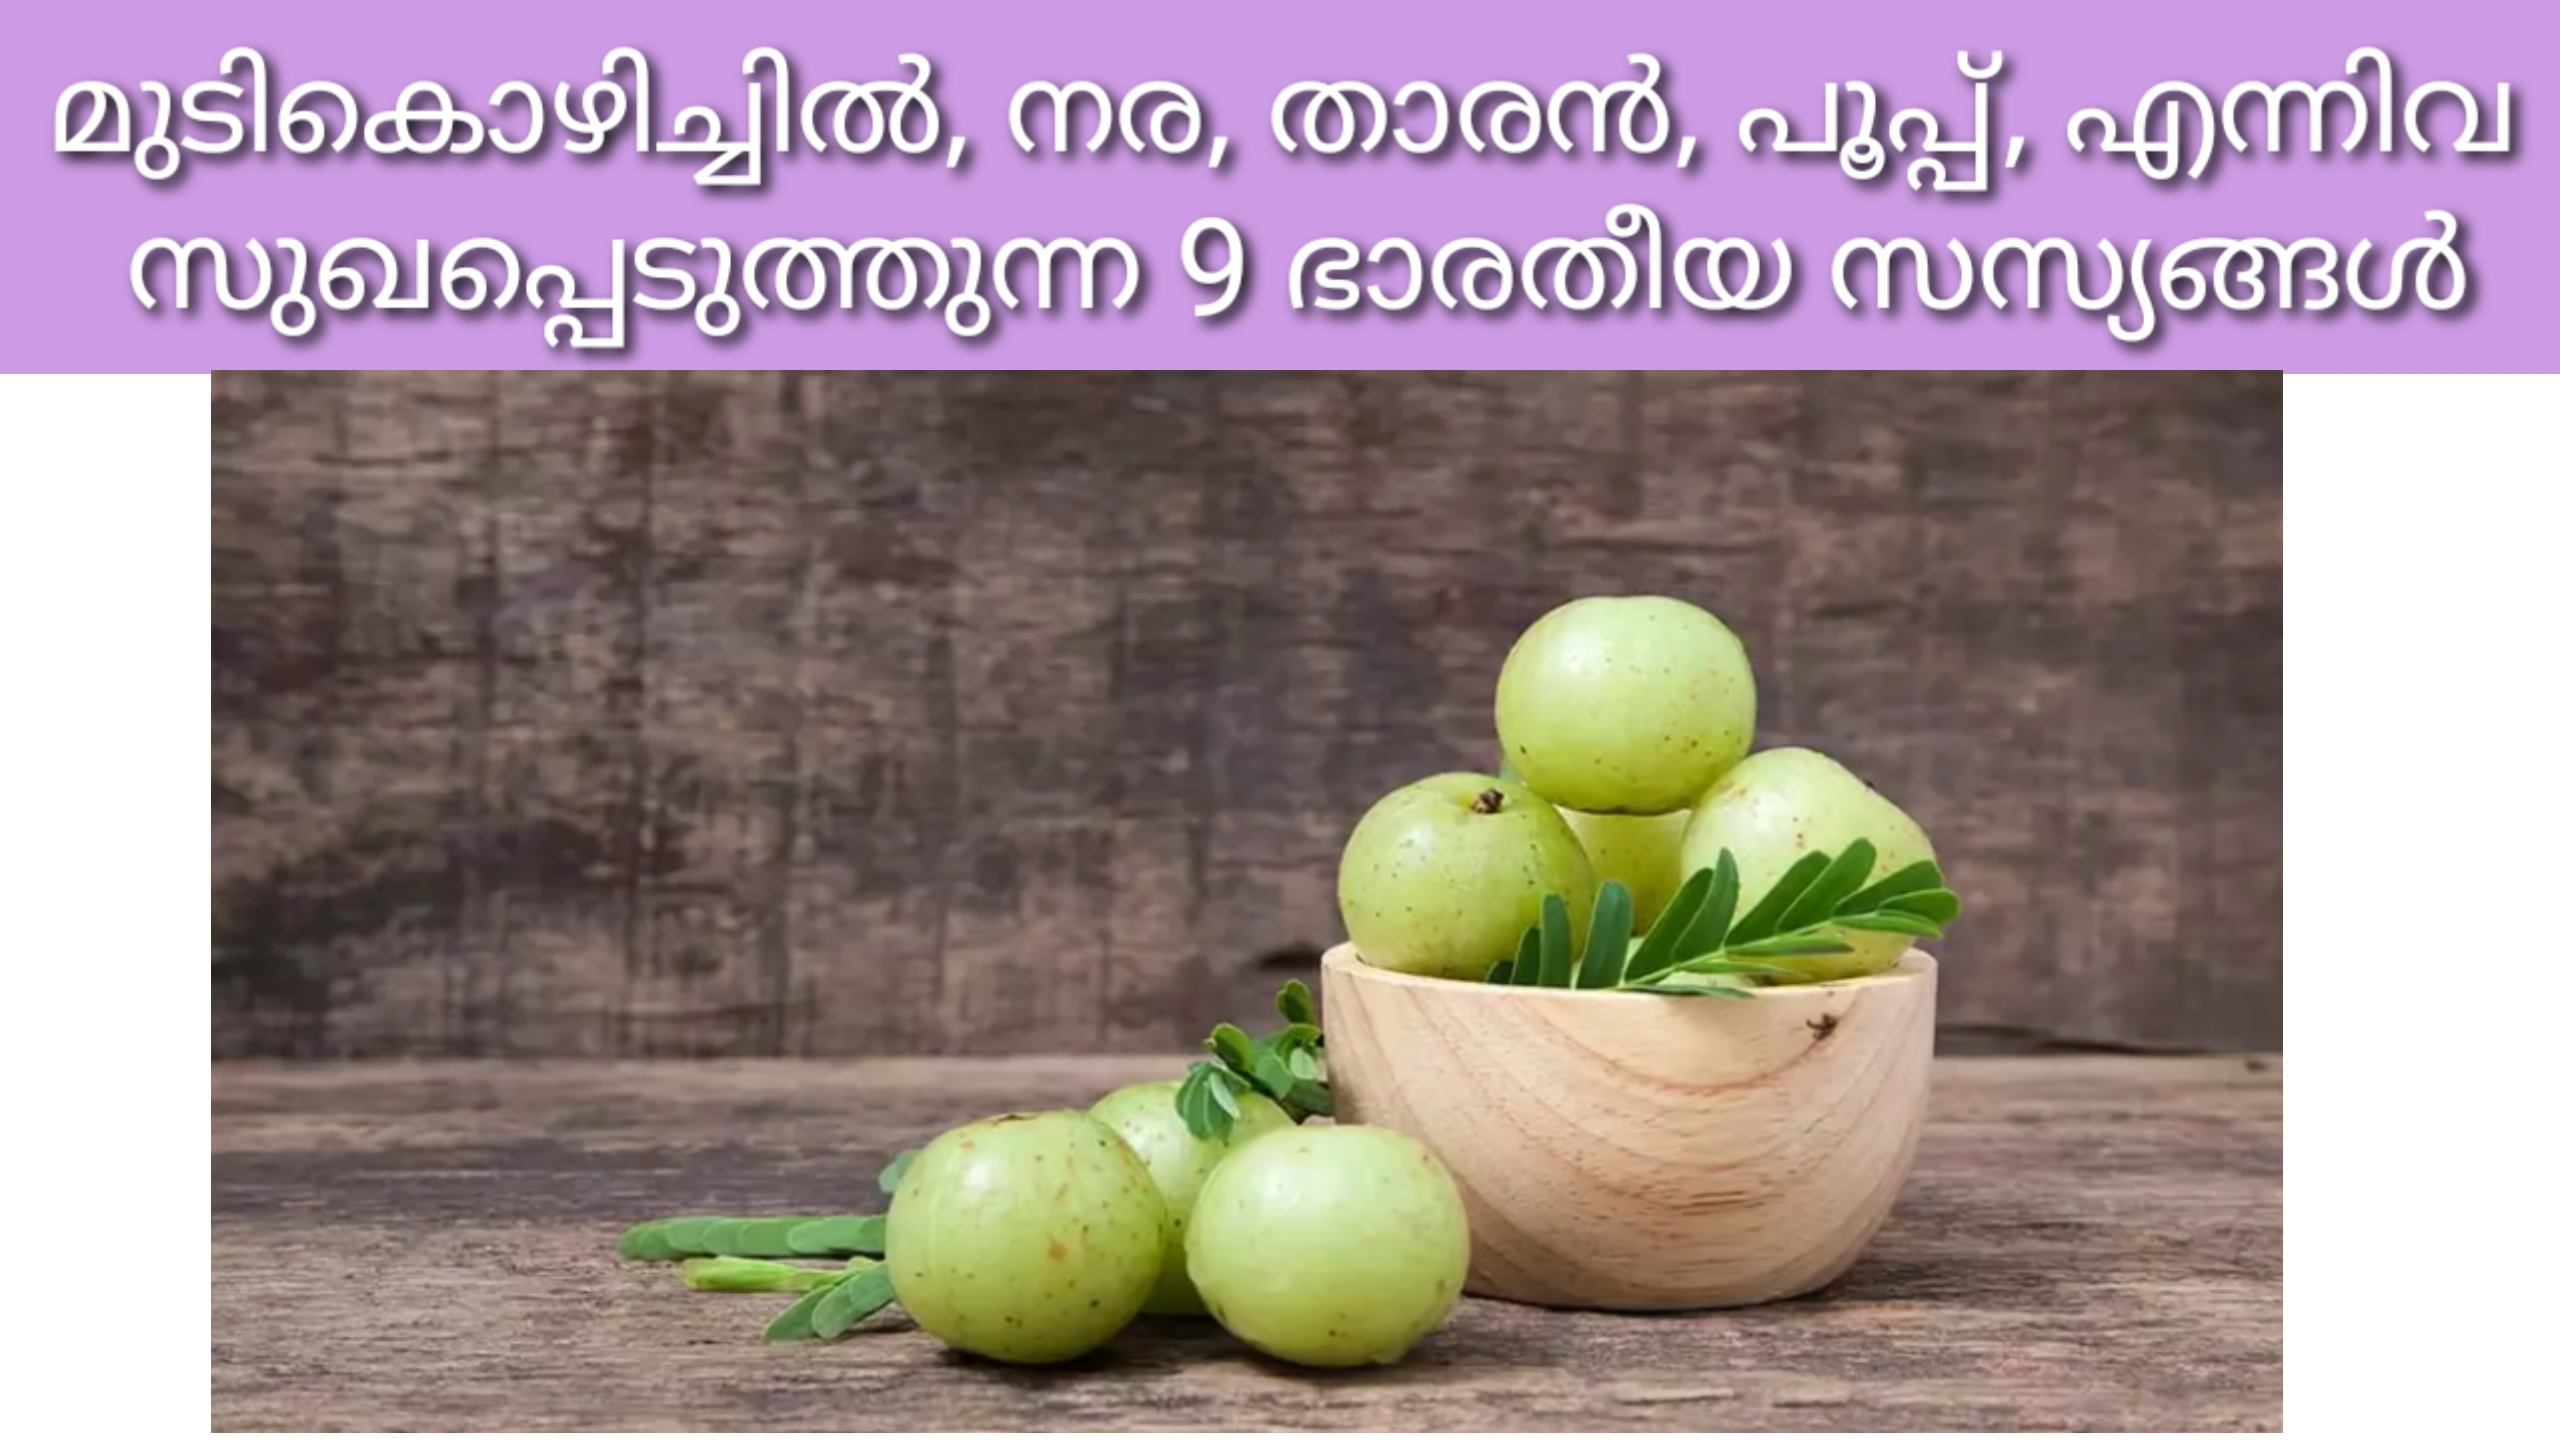 മുടികൊഴിച്ചിൽ, നര, താരൻ, പൂപ്പ്, എന്നിവ
സുഖപ്പെടുത്തുന്ന 9 ഭാരതീയ സസ്യങ്ങൾ